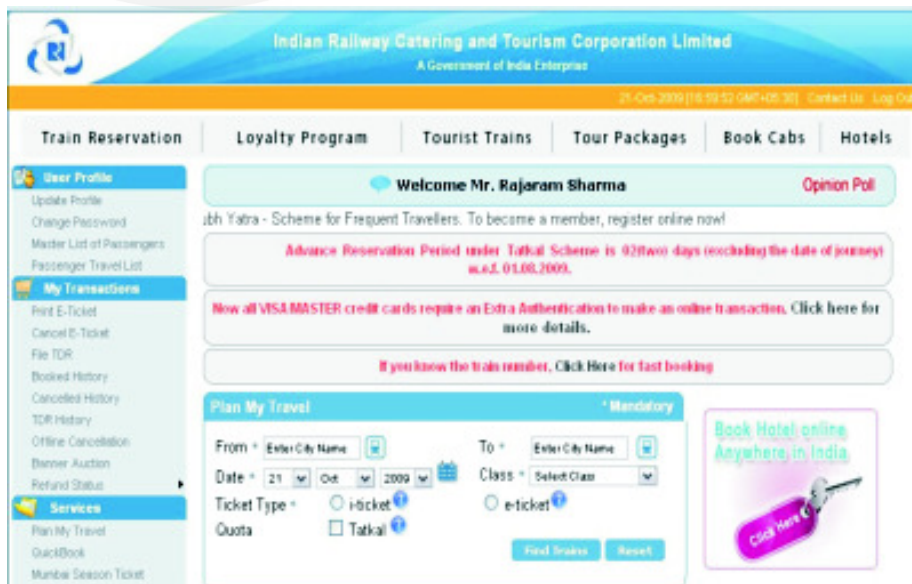 Indian Railway Catering and Tourism Corporation Limited
A Government of India Enterprise
21-Oct-2009 [16:59:52 GMT+05:30] Contact Us Log Out
Train Reservation Loyalty Program Tourist Trains Tour Packages Book Cabs Hotels
User Profile
Update Profile
Change Password
Master List of Passengers
Passenger Travel List
My Transactions
Print E-Ticket
Cancel E-Ticket
File TDR
Booked History
Cancelled History
TDR History
Offline Cancellation
Banner Auction
Refund Status
Services
Plan My Travel
QuickBook
Mumbai Season Ticket
Welcome Mr. Rajaram Sharma
Opinion Poll
ubh Yatra - Scheme for Frequent Travellers. To become a member, register online now!
Advance Reservation Period under Tatkal Scheme is 02(two) days (excluding the date of journey)
w.e.f. 01.08.2009.
Now all VISA/MASTER credit cards require an Extra Authentication to make an online transaction. Click here for
more details.
If you know the train number, Click Here for fast booking
Plan My Travel * Mandatory
From * Enter City Name To * Enter City Name
Date * 21 Oct 2009 Class * Select Class
Ticket Type * i-ticket e-ticket
Quota Tatkal
Find Trains Reset
Book Hotel online
Anywhere in India
Click Here